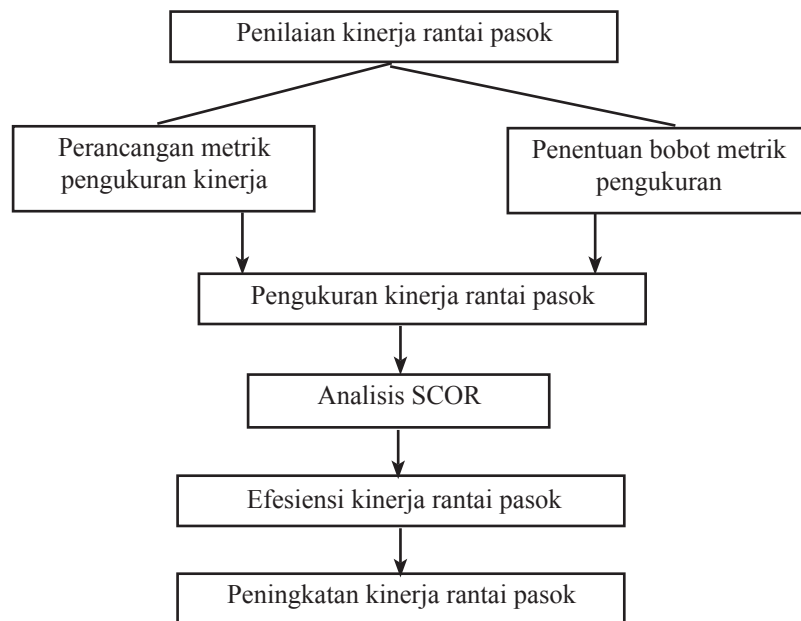 Penilaian kinerja rantai pasok
Perancangan metrik
pengukuran kinerja
Penentuan bobot metrik
pengukuran
Pengukuran kinerja rantai pasok
Analisis SCOR
Efesiensi kinerja rantai pasok
Peningkatan kinerja rantai pasok